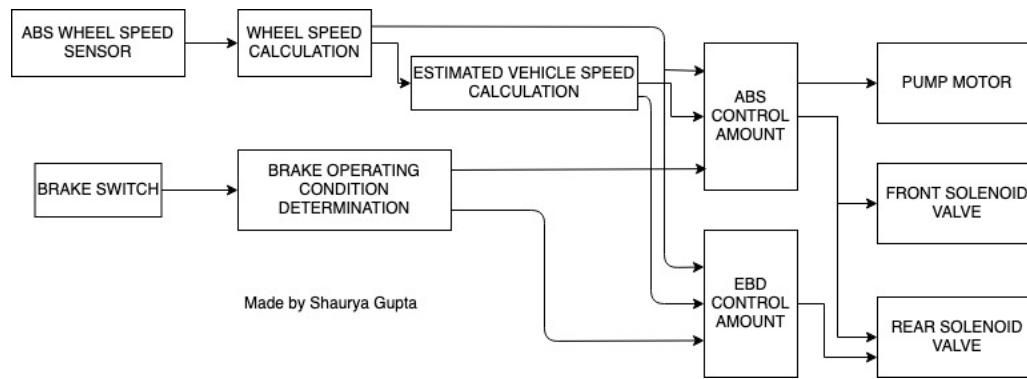 ABS WHEEL SPEED
SENSOR
WHEEL SPEED
CALCULATION
ESTIMATED VEHICLE SPEED
CALCULATION
ABS
CONTROL
AMOUNT
PUMP MOTOR
BRAKE SWITCH
BRAKE OPERATING
CONDITION
DETERMINATION
FRONT SOLENOID
VALVE
EBD
CONTROL
AMOUNT
REAR SOLENOID
VALVE
Made by Shaurya Gupta